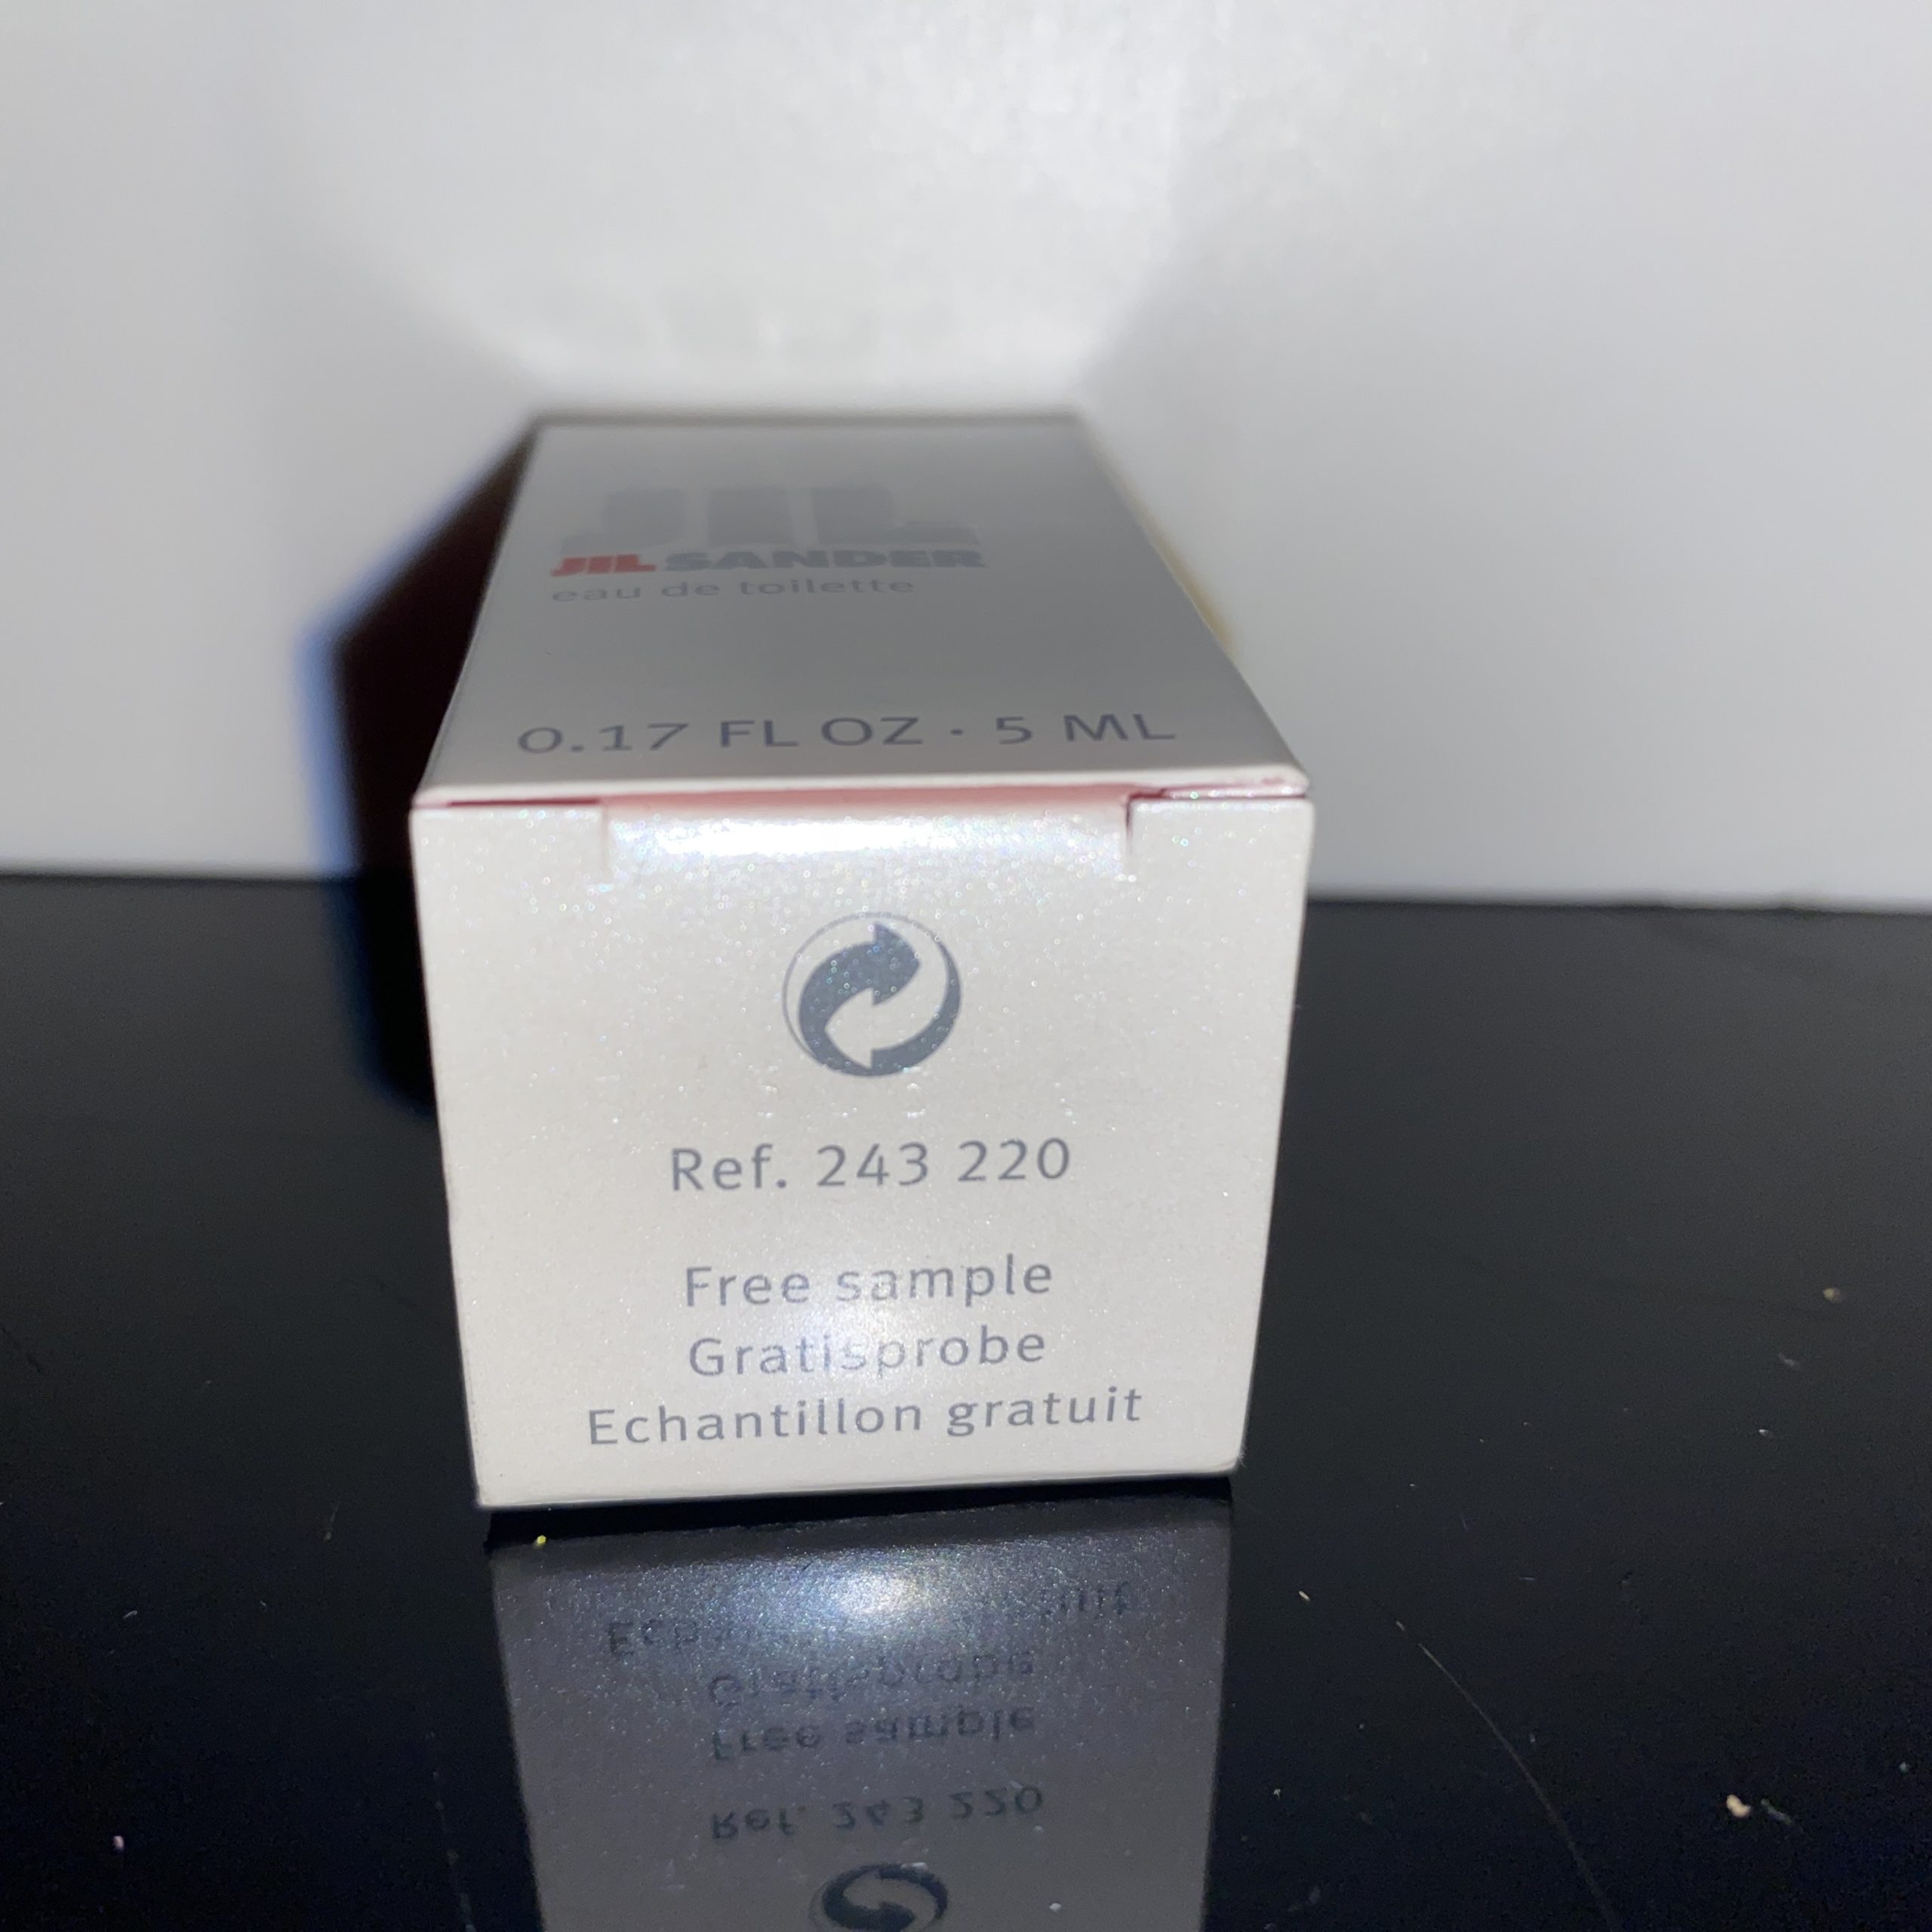 JIL
JIL SANDER
eau de toilette
0.17 FL OZ · 5 ML
Ref. 243 220
Free sample
Gratisprobe
Echantillon gratuit